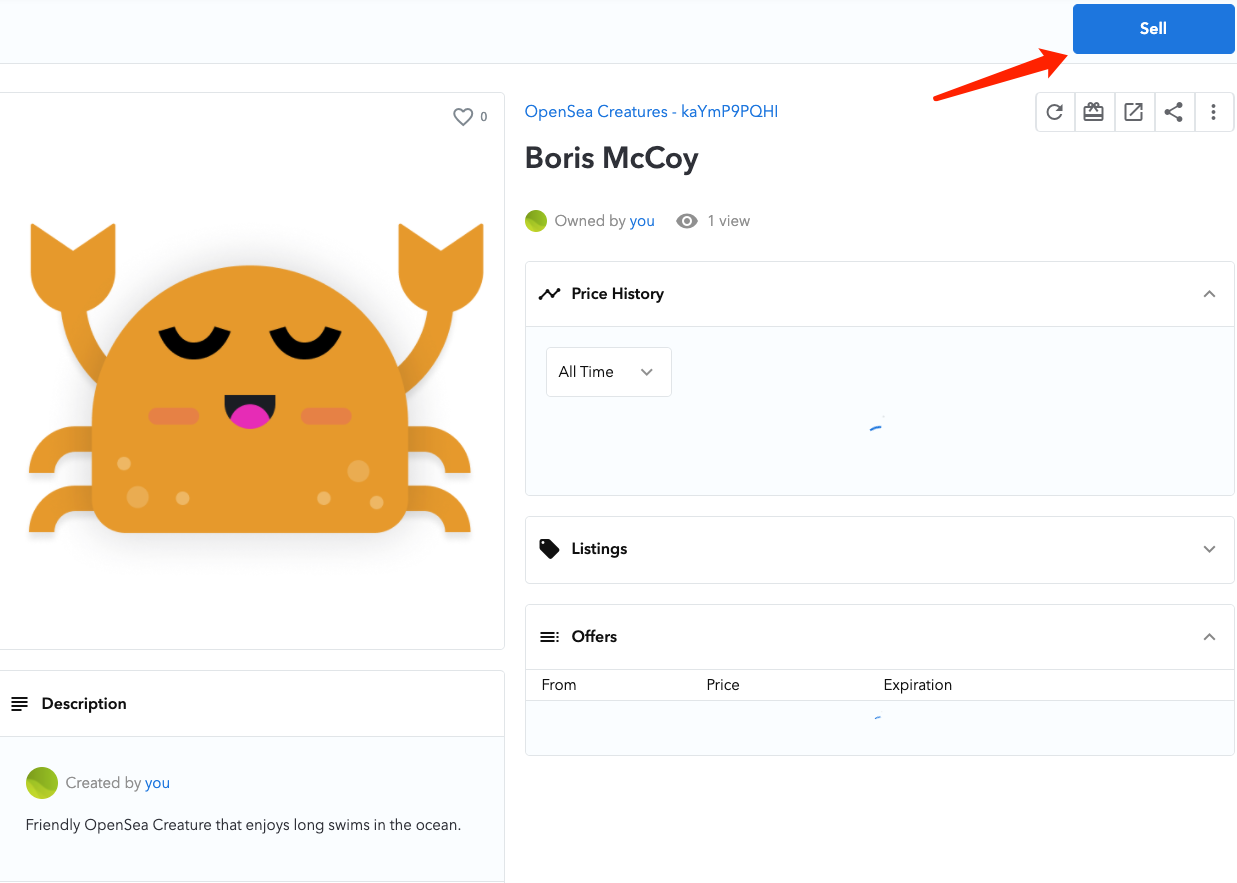 Sell
0
OpenSea Creatures - kaYmP9PQHI
Boris McCoy
Owned by you
1 view
Price History
All Time
Listings
Offers
From Price Expiration
Description
Created by you
Friendly OpenSea Creature that enjoys long swims in the ocean.